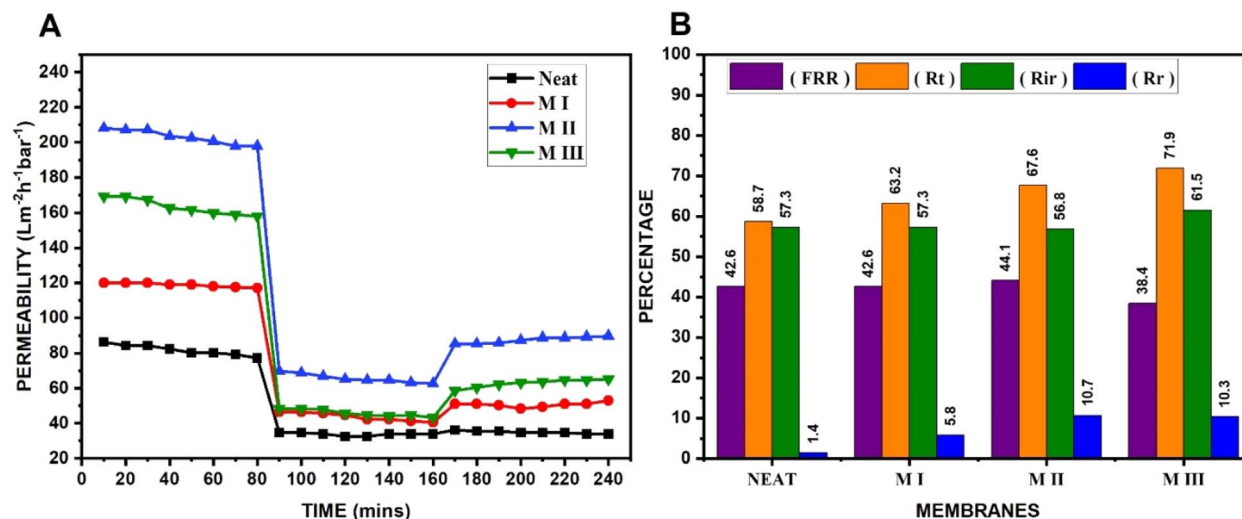 A
PERMEABILITY (Lm⁻²h⁻¹bar⁻¹)
240
220
200
180
160
140
120
100
80
60
40
20
Neat
M I
M II
M III
0 20 40 60 80 100 120 140 160 180 200 220 240
TIME (mins)
B
PERCENTAGE
100
90
80
70
60
50
40
30
20
10
0
( FRR ) ( Rt ) ( Rir ) ( Rr )
42.6 58.7 57.3 1.4
42.6 63.2 57.3 5.8
44.1 67.6 56.8 10.7
38.4 71.9 61.5 10.3
NEAT M I M II M III
MEMBRANES